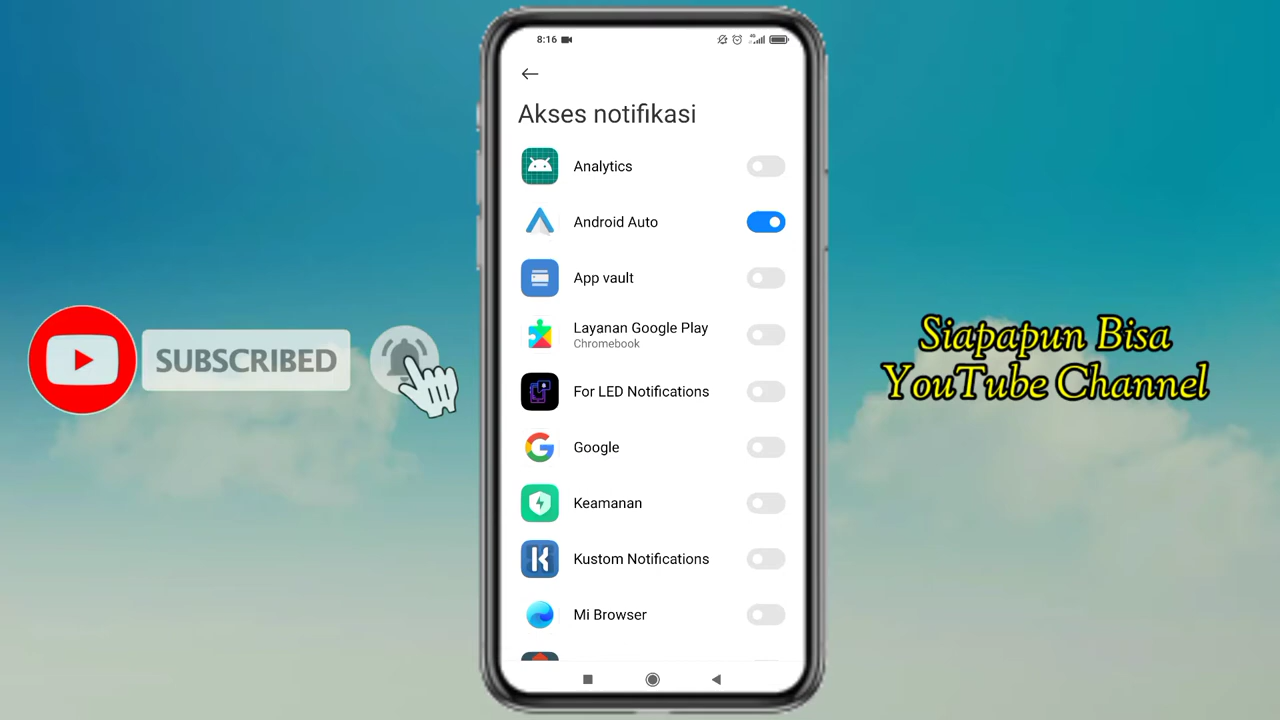 8:16
4G
Akses notifikasi
Analytics
Android Auto
App vault
Layanan Google Play
Chromebook
For LED Notifications
Google
Keamanan
Kustom Notifications
Mi Browser
SUBSCRIBED
Siapapun Bisa
YouTube Channel